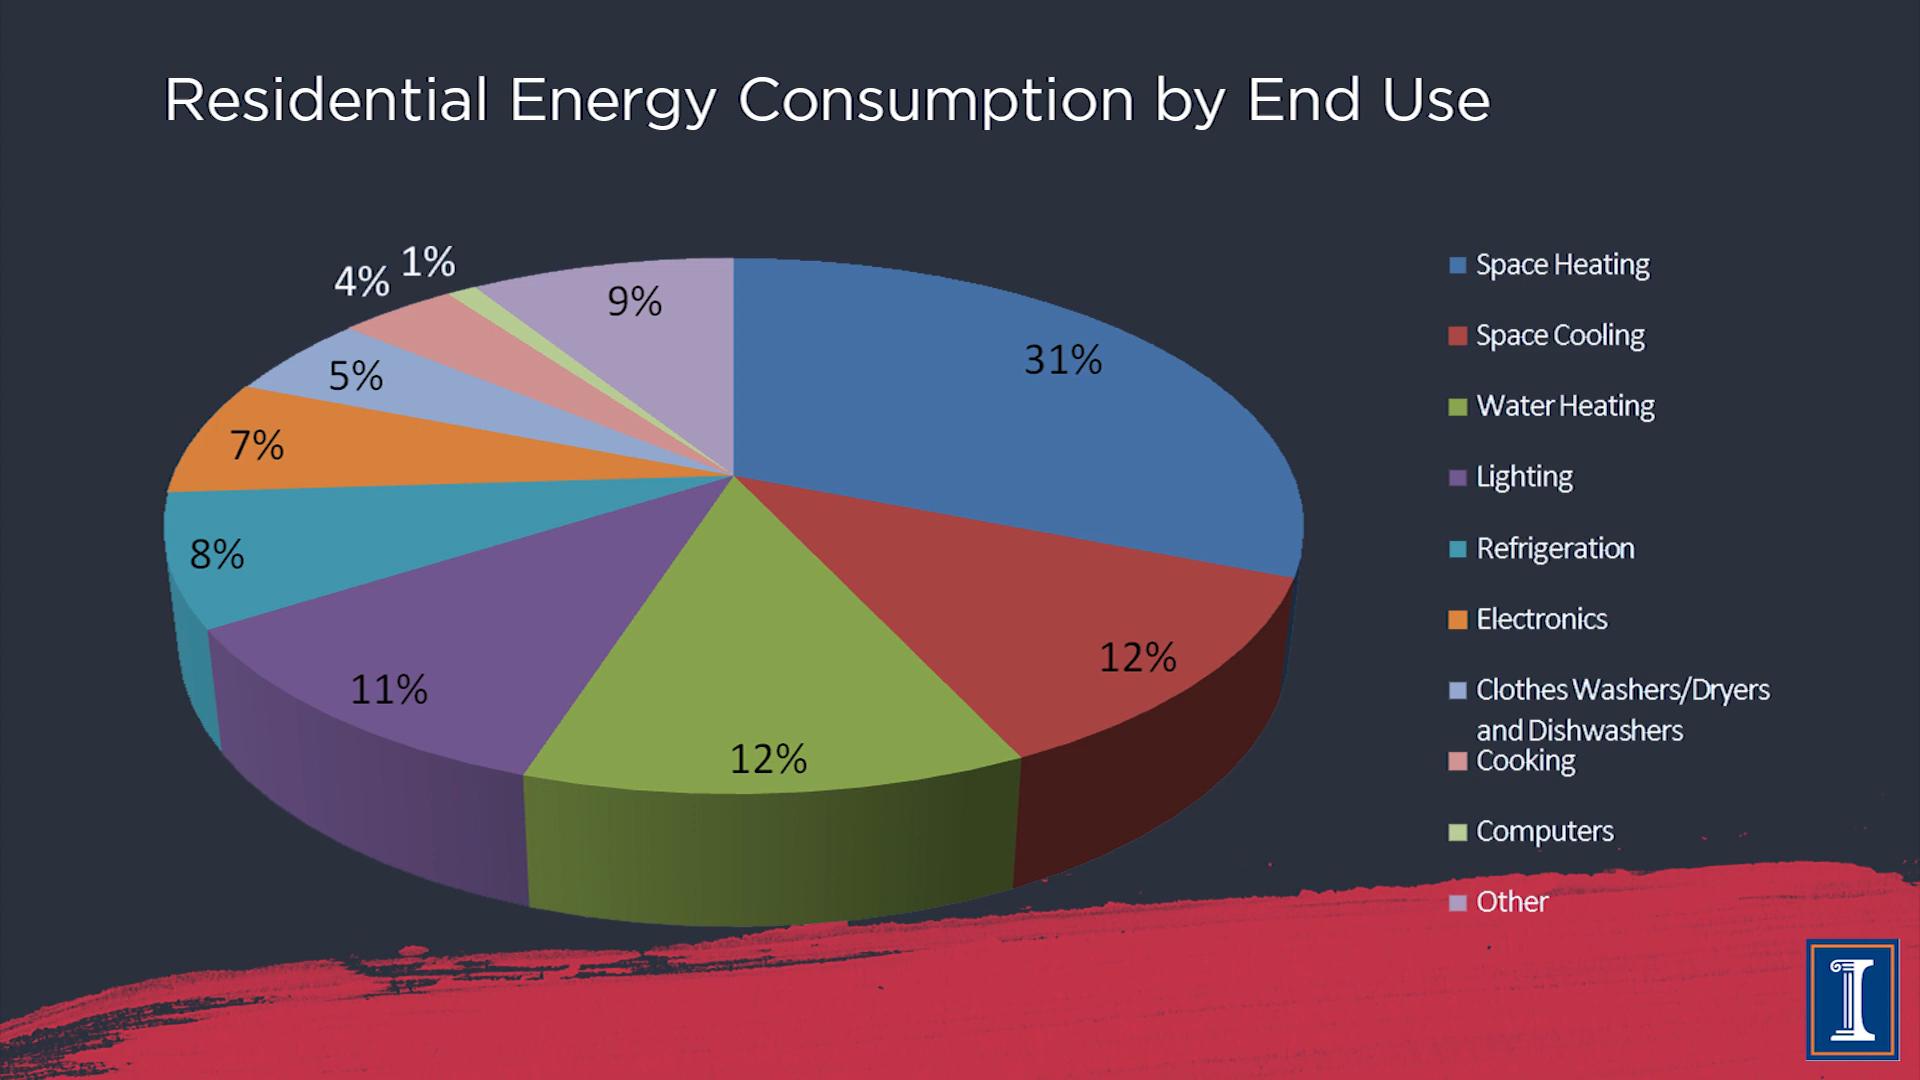 Residential Energy Consumption by End Use
4%
1%
9%
31%
5%
7%
8%
11%
12%
12%
Space Heating
Space Cooling
Water Heating
Lighting
Refrigeration
Electronics
Clothes Washers/Dryers
and Dishwashers
Cooking
Computers
Other
I